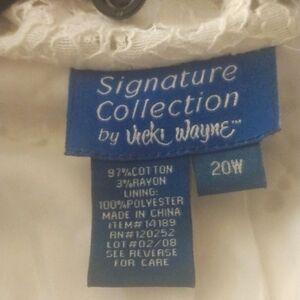 Signature
Collection
by Vicki Wayne™
97%COTTON
3%RAYON
LINING:
100%POLYESTER
MADE IN CHINA
ITEM#14189
RN#120252
LOT#02/08
SEE REVERSE
FOR CARE
20W